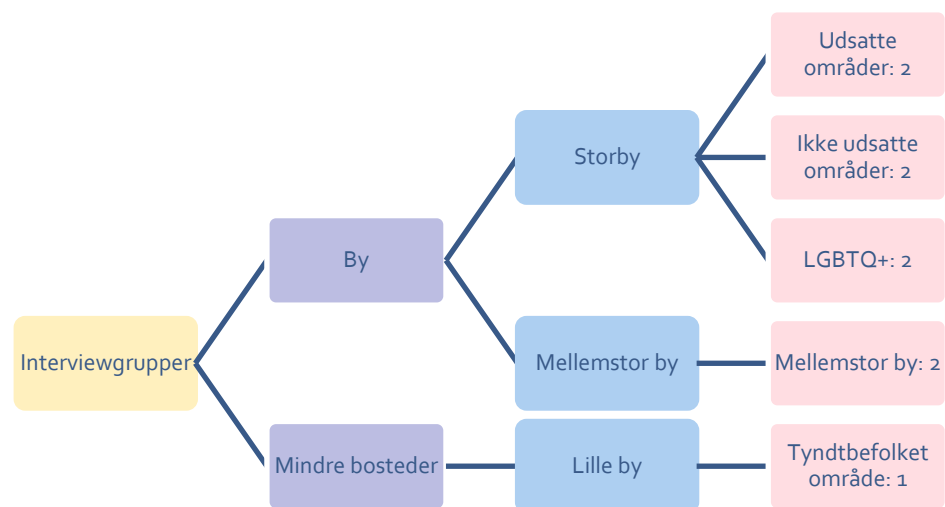 Interviewgrupper
By
Mindre bosteder
Storby
Mellemstor by
Lille by
Udsatte
områder: 2
Ikke udsatte
områder: 2
LGBTQ+: 2
Mellemstor by: 2
Tyndtbefolket
område: 1